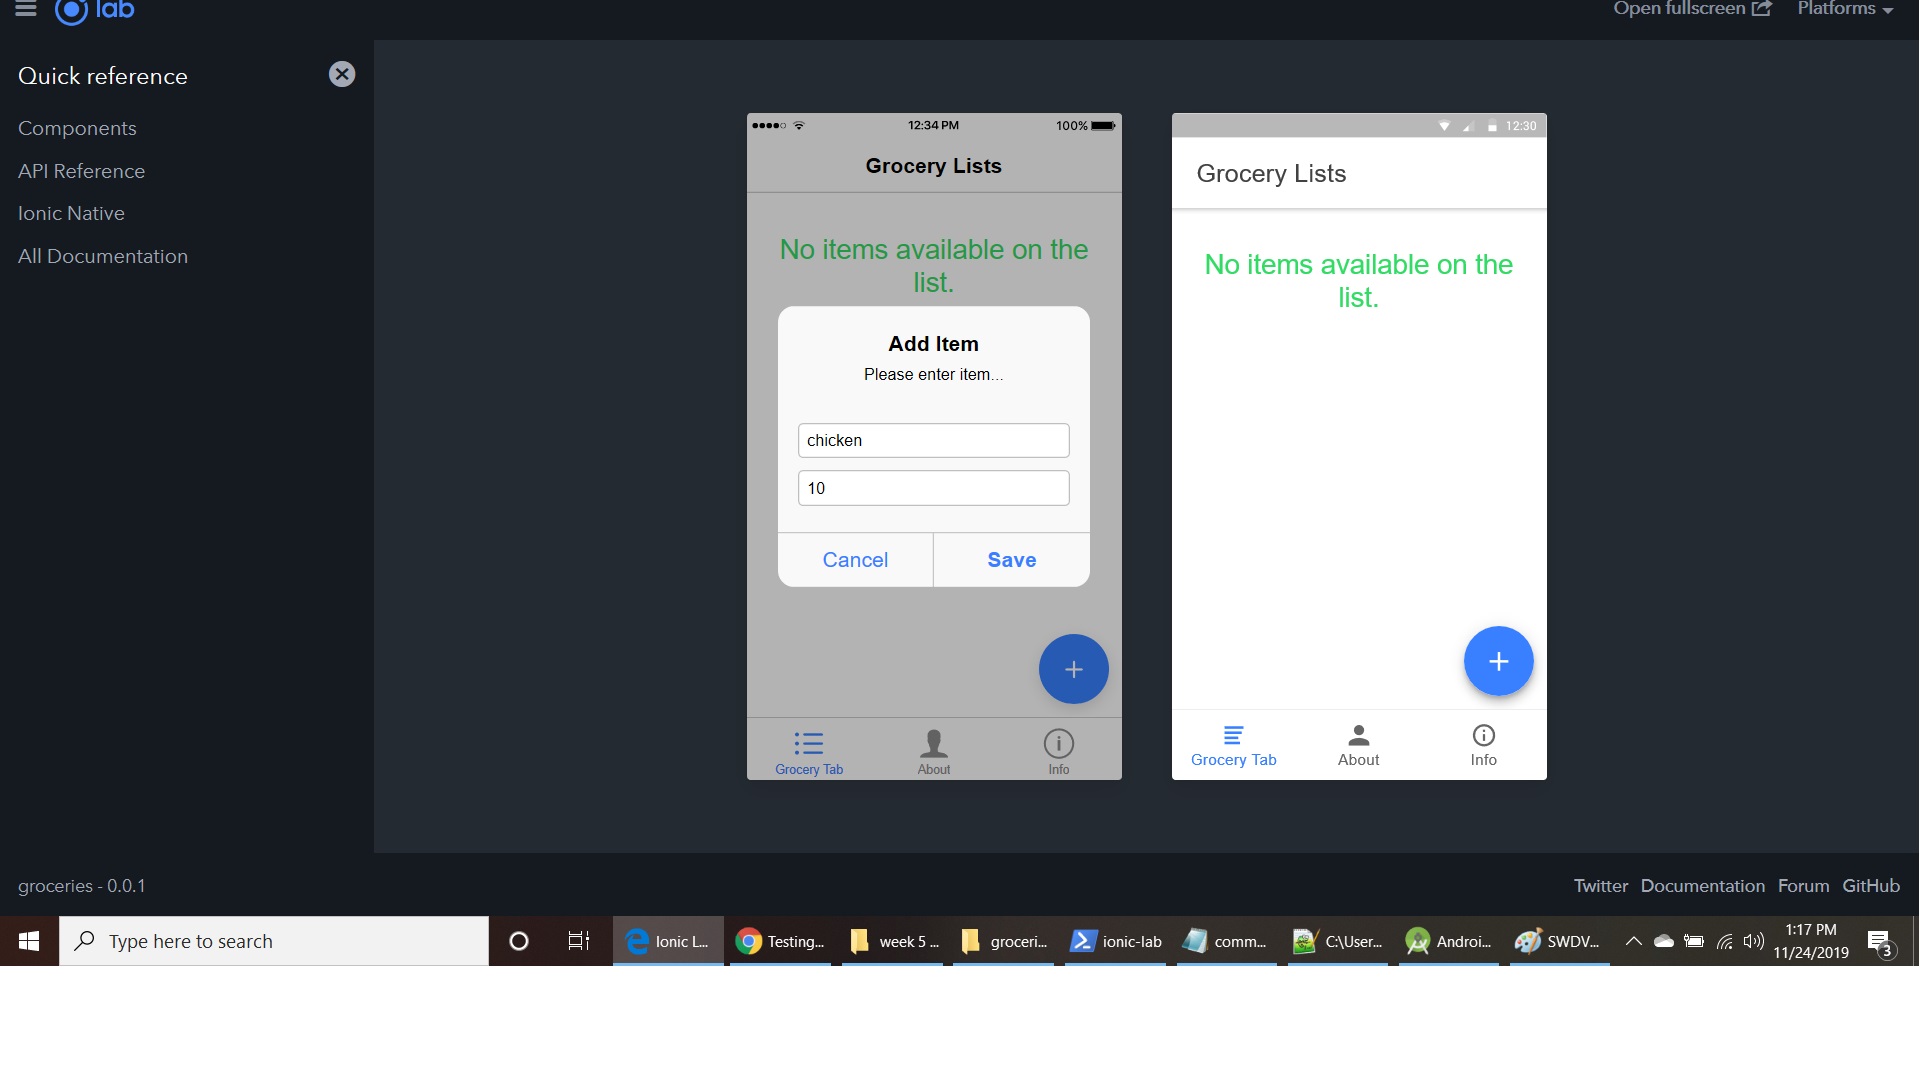 lab
Open fullscreen
Platforms
Quick reference
Components
API Reference
Ionic Native
All Documentation
12:34 PM
100%
Grocery Lists
No items available on the
list.
Add Item
Please enter item...
chicken
10
Cancel
Save
+
Grocery Tab
About
Info
12:30
Grocery Lists
No items available on the
list.
+
Grocery Tab
About
Info
groceries - 0.0.1
Twitter Documentation Forum GitHub
Type here to search
Ionic L...
Testing...
week 5 ...
groceri...
ionic-lab
comm...
C:\User...
Androi...
SWDV...
1:17 PM
11/24/2019
3